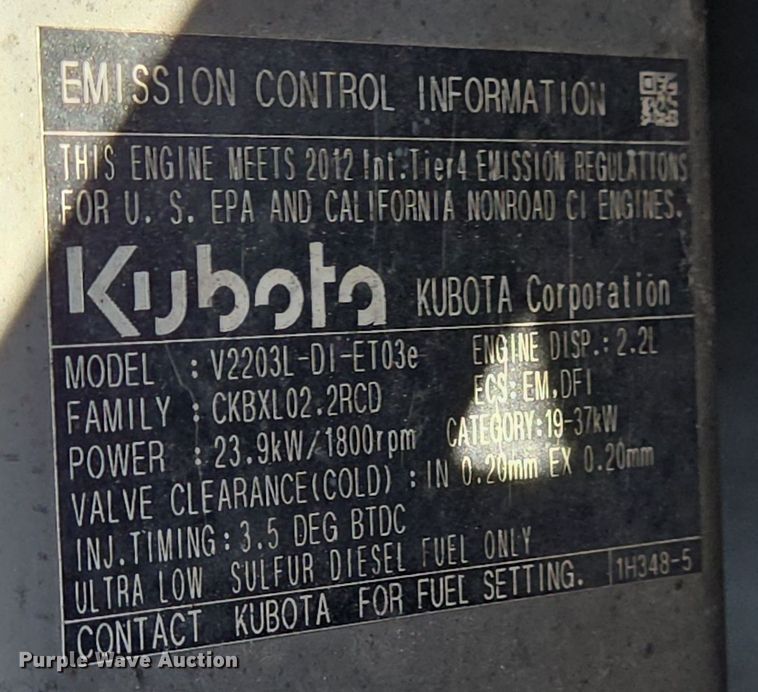 EMISSION CONTROL INFORMATION
THIS ENGINE MEETS 2012 Int.Tier4 EMISSION REGULATIONS
FOR U. S. EPA AND CALIFORNIA NONROAD CI ENGINES.
Kubota KUBOTA Corporation
MODEL : V2203L-DI-ET03e ENGINE DISP.: 2.2L
FAMILY : CKBXL02.2RCD ECS: EM,DFI
POWER : 23.9kW/1800rpm CATEGORY:19-37kW
VALVE CLEARANCE(COLD) : IN 0.20mm EX 0.20mm
INJ.TIMING: 3.5 DEG BTDC
ULTRA LOW SULFUR DIESEL FUEL ONLY
CONTACT KUBOTA FOR FUEL SETTING. 1H348-5
Purple Wave Auction